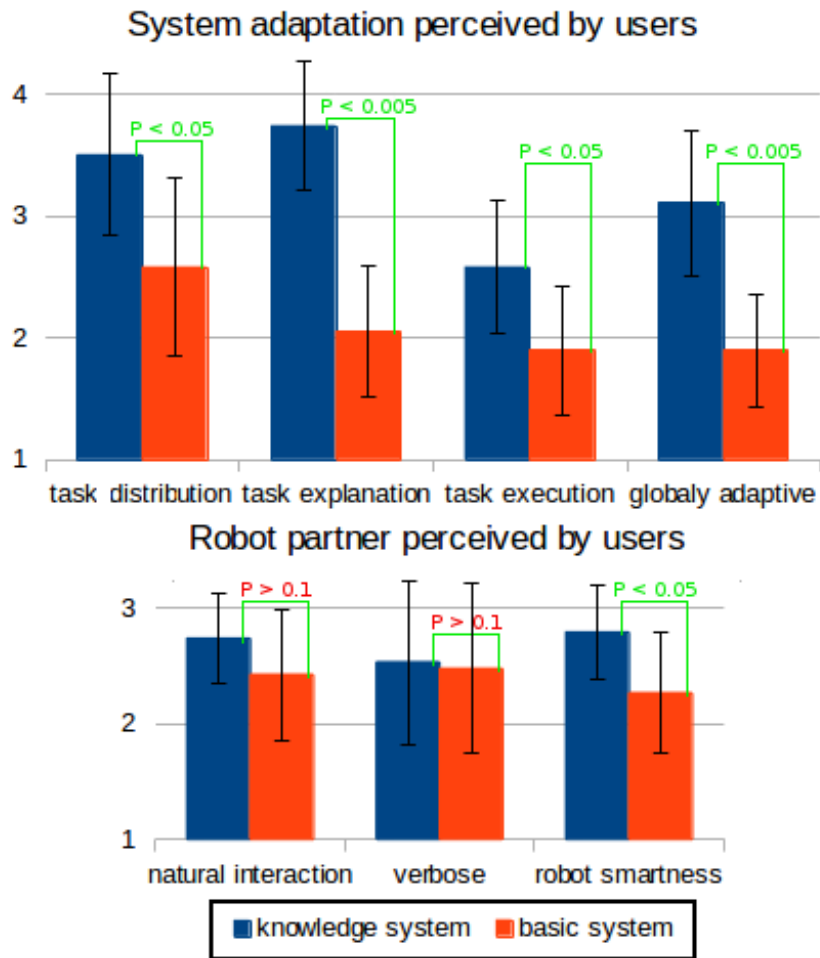 System adaptation perceived by users
4
3
2
1
P < 0.05
P < 0.005
P < 0.05
P < 0.005
task distribution
task explanation
task execution
globaly adaptive
Robot partner perceived by users
3
2
1
P > 0.1
P > 0.1
P < 0.05
natural interaction
verbose
robot smartness
knowledge system
basic system